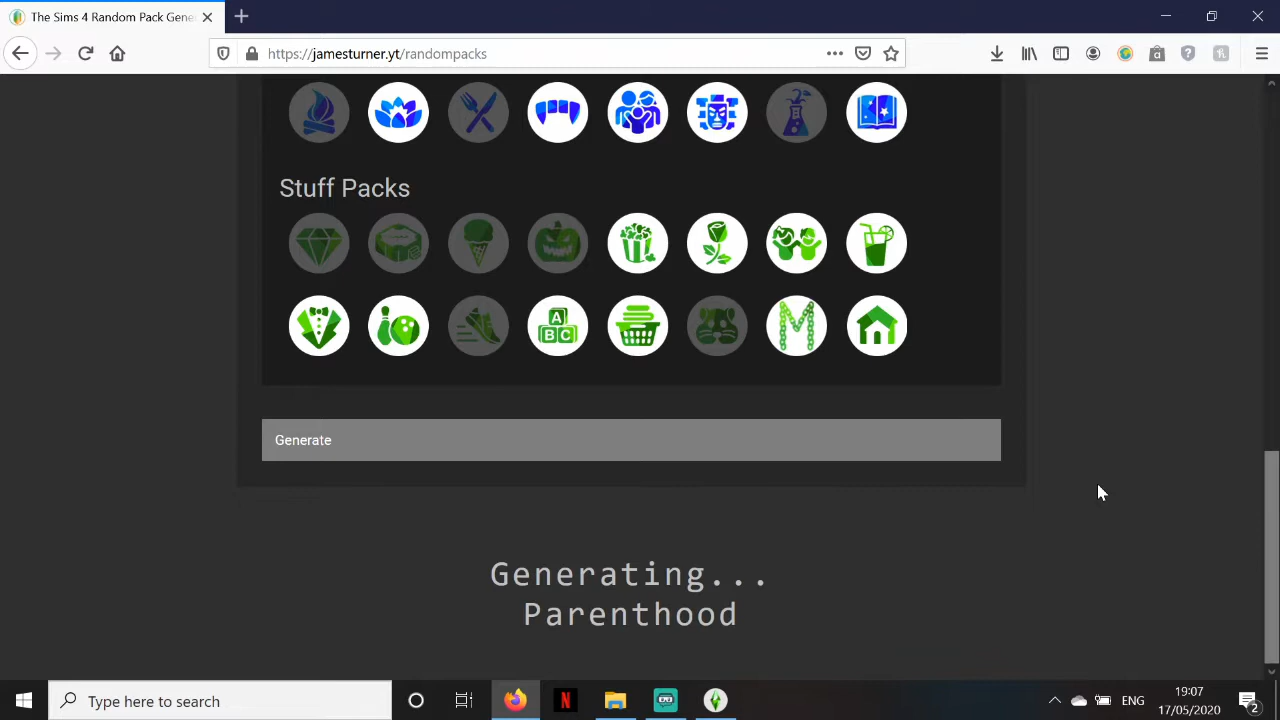 The Sims 4 Random Pack Gene
https://jamesturner.yt/randompacks
Stuff Packs
A
B C
M
Generate
Generating...
Parenthood
Type here to search
N
ENG
19:07
17/05/2020
2